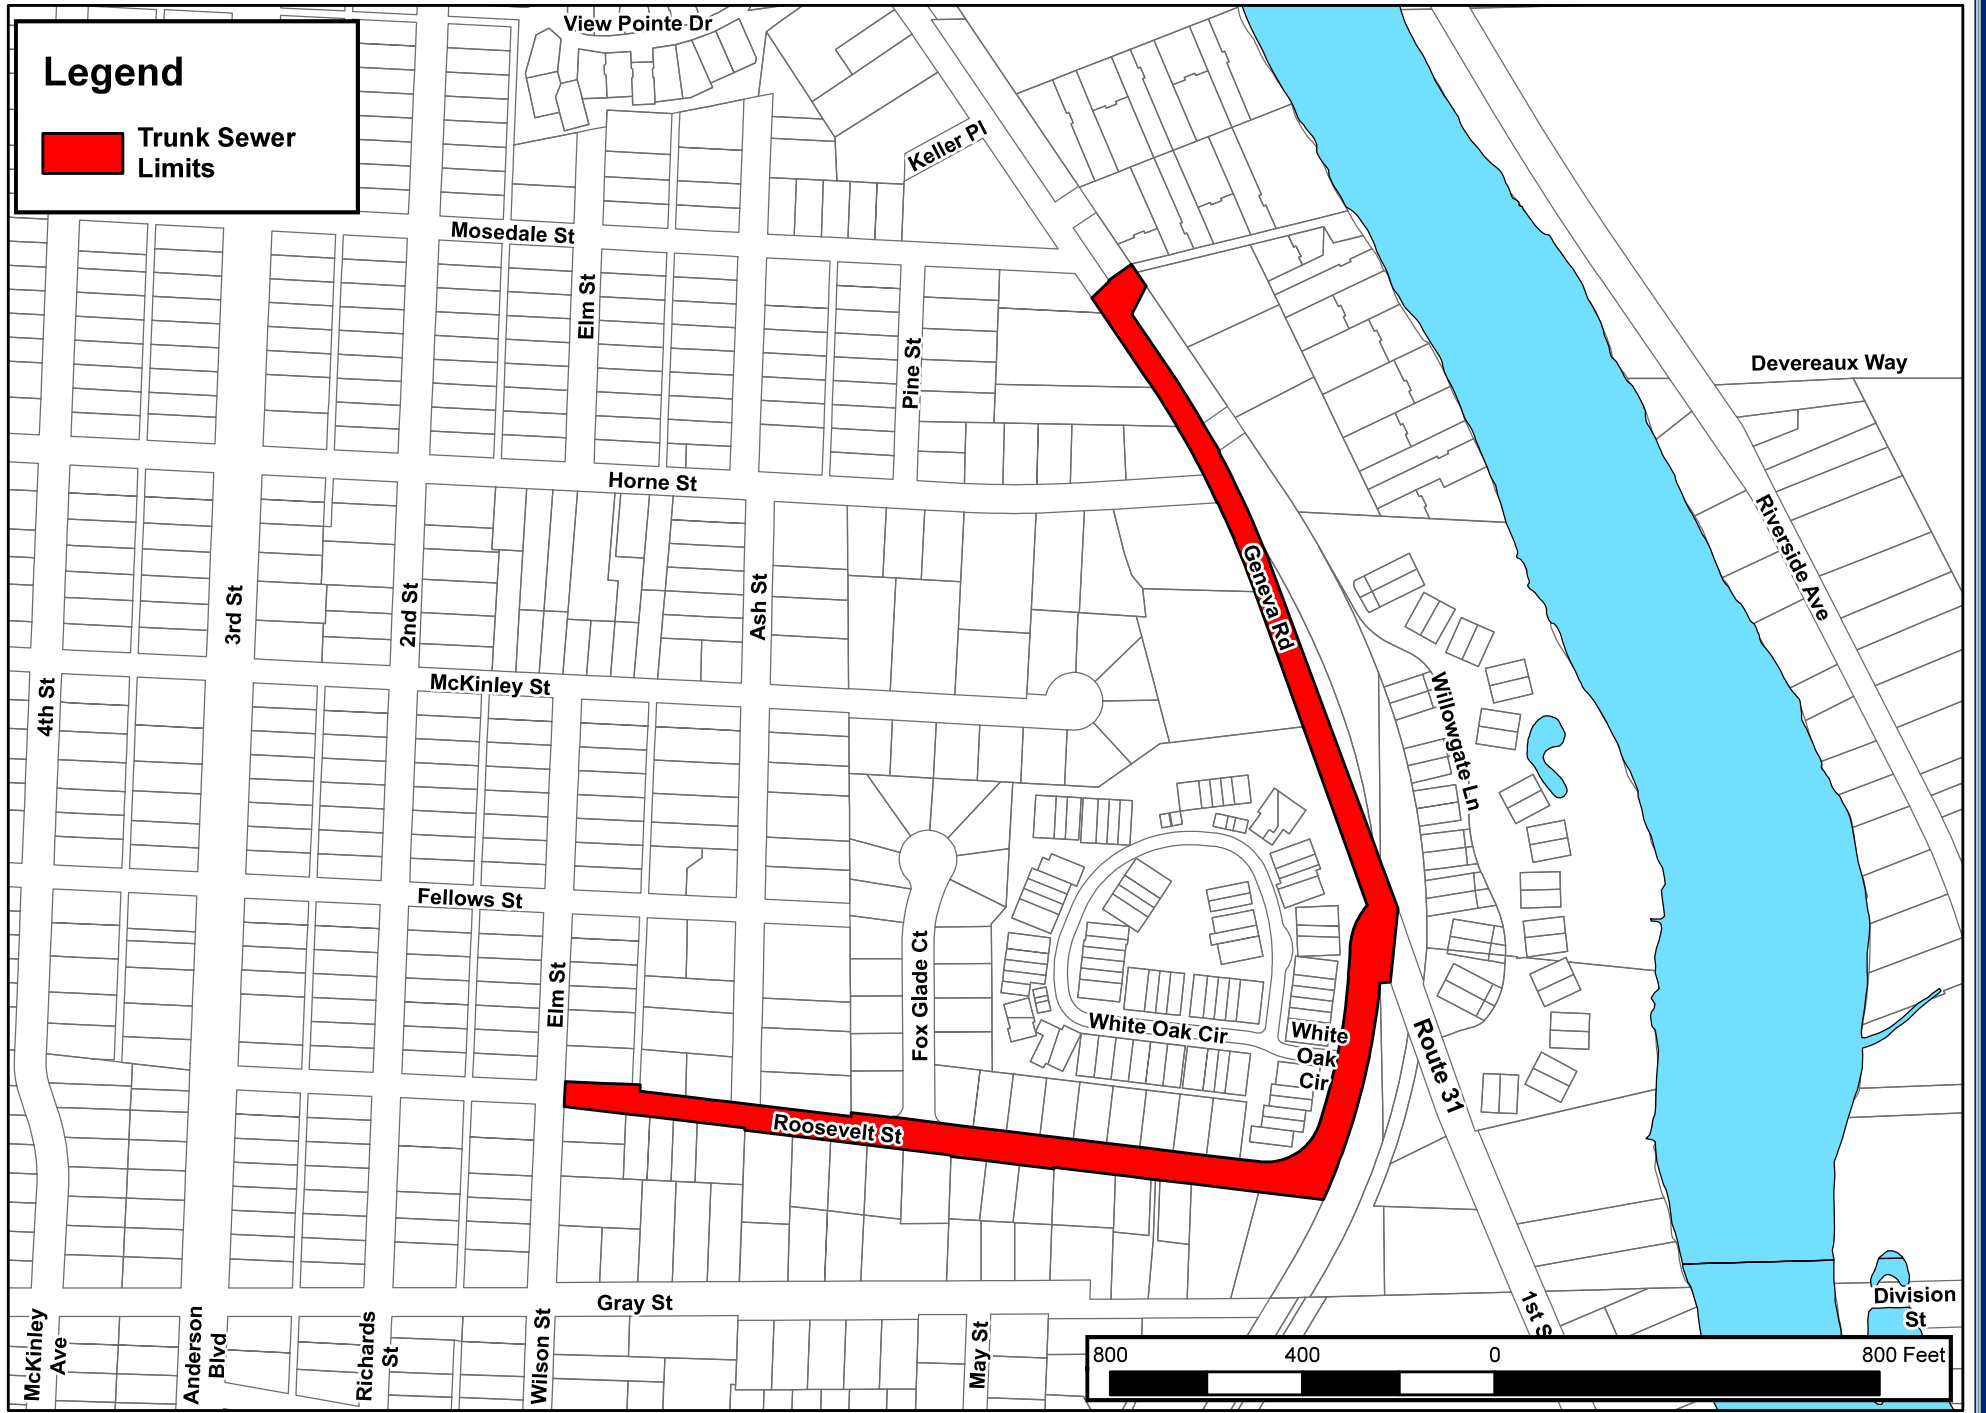 View Pointe Dr
Legend
Trunk Sewer
Limits
Keller Pl
Mosedale St
Elm St
Pine St
Devereaux Way
Horne St
Riverside Ave
Geneva Rd
3rd St
2nd St
Ash St
4th St
McKinley St
Willowgate Ln
Fellows St
Elm St
Fox Glade Ct
White Oak Cir
White
Oak
Cir
Route 31
Roosevelt St
Gray St
Division
St
McKinley
Ave
Anderson
Blvd
Richards
St
Wilson St
May St
1st S
800 400 0 800 Feet